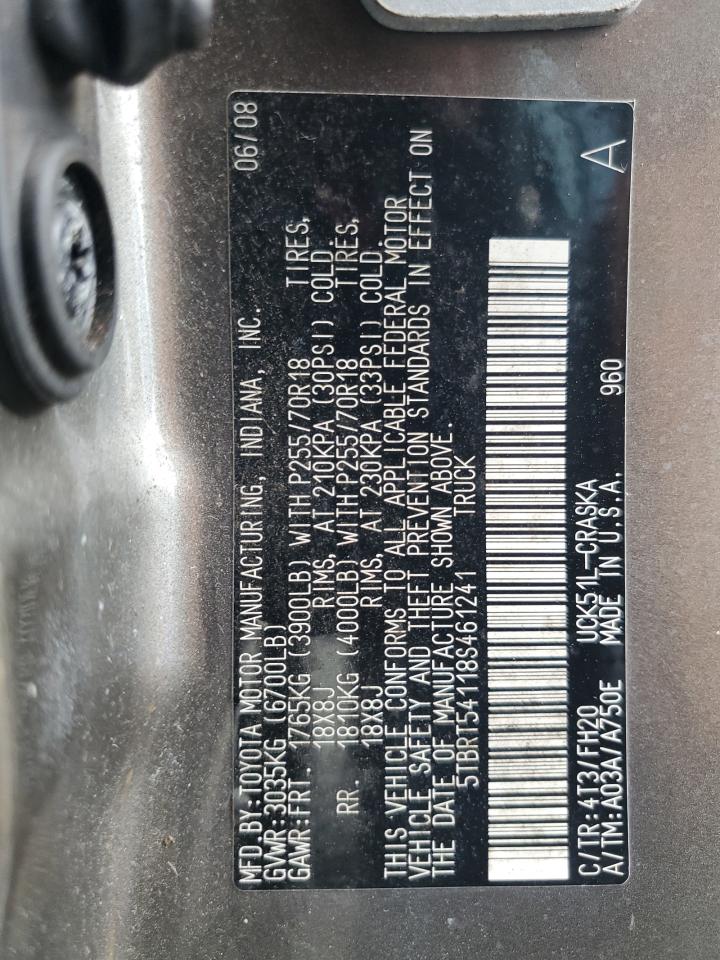 MFD.BY:TOYOTA MOTOR MANUFACTURING, INDIANA, INC. 06/08
GVWR:3035KG (6700LB)
GAWR:FRT. 1765KG (3900LB) WITH P255/70R18 TIRES,
18X8J RIMS, AT 210KPA (30PSI) COLD.
RR. 1810KG (4000LB) WITH P255/70R18 TIRES,
18X8J RIMS, AT 230KPA (33PSI) COLD.
THIS VEHICLE CONFORMS TO ALL APPLICABLE FEDERAL MOTOR
VEHICLE SAFETY AND THEFT PREVENTION STANDARDS IN EFFECT ON
THE DATE OF MANUFACTURE SHOWN ABOVE.
5TBRT54118S461241 TRUCK
C/TR:4T3/FH20 UCK51L-CRASKA A
A/TM:A03A/A750E MADE IN U.S.A. 960